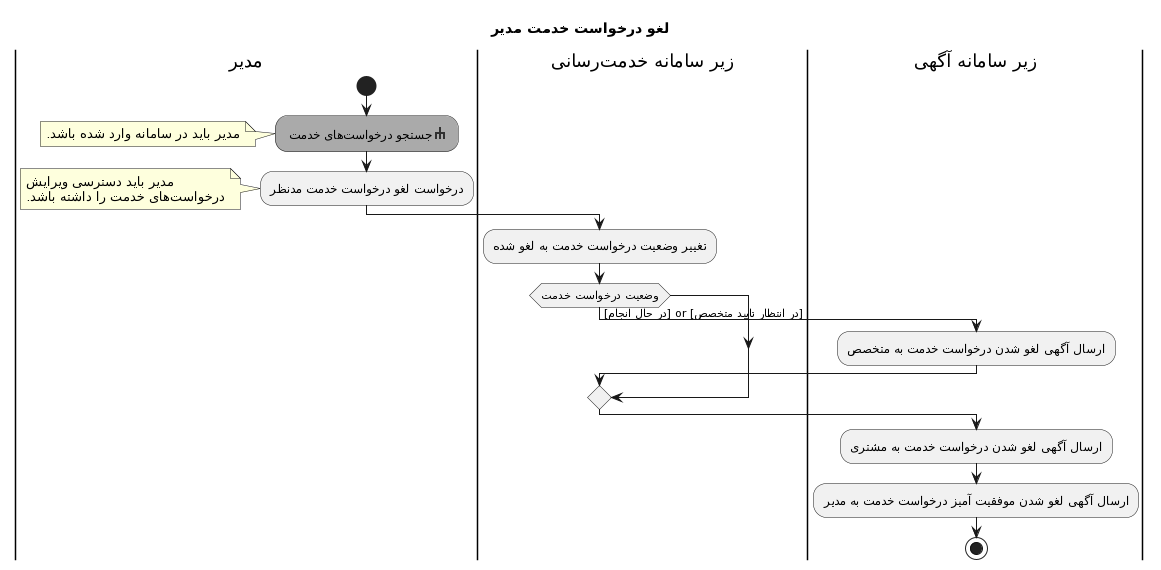 لغو درخواست خدمت مدیر
مدیر
زیر سامانه خدمت‌رسانی
زیر سامانه آگهی
جستجو درخواست‌های خدمت
مدیر باید در سامانه وارد شده باشد.
درخواست لغو درخواست خدمت مدنظر
مدیر باید دسترسی ویرایش
درخواست‌های خدمت را داشته باشد.
تغییر وضعیت درخواست خدمت به لغو شده
وضعیت درخواست خدمت
[در انتظار تایید متخصص] or [در حال انجام]
ارسال آگهی لغو شدن درخواست خدمت به متخصص
ارسال آگهی لغو شدن درخواست خدمت به مشتری
ارسال آگهی لغو شدن موفقیت آمیز درخواست خدمت به مدیر